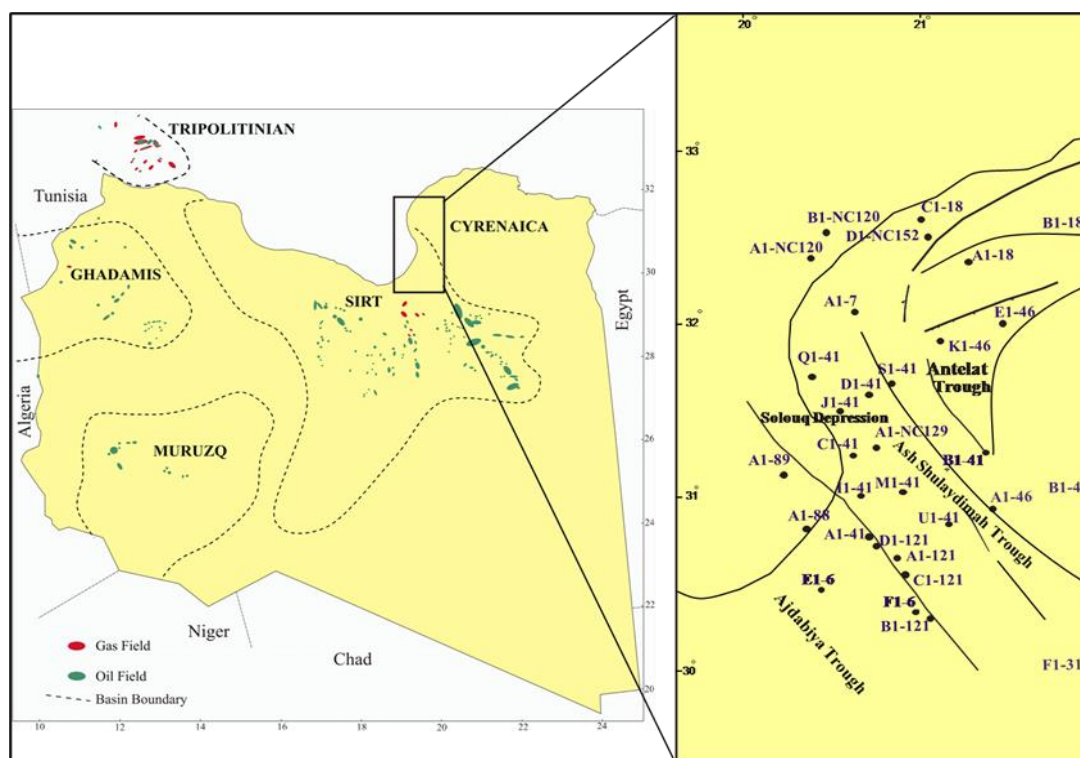 TRIPOLITINIAN
Tunisia
32
CYRENAICA
GHADAMIS
30
SIRT
Egypt
28
Algeria
MURUZQ
26
24
22
Niger
Gas Field
Chad
Oil Field
Basin Boundary
20
10
12
14
16
18
20
22
24
20°
21°
33
C1-18
B1-NC120
B1-18
D1-NC152
A1-NC120
A1-18
A1-7
E1-46
32
K1-46
Q1-41
S1-41
Antelat
Trough
D1-41
J1-41
Solouq Depression
A1-NC129
C1-41
B1-41
A1-89
Ash Shulaydimah Trough
M1-41
I1-41
A1-46
B1-4
31
A1-88
U1-41
A1-41
D1-121
A1-121
C1-121
E1-6
F1-6
B1-121
Ajdabiya Trough
F1-31
30